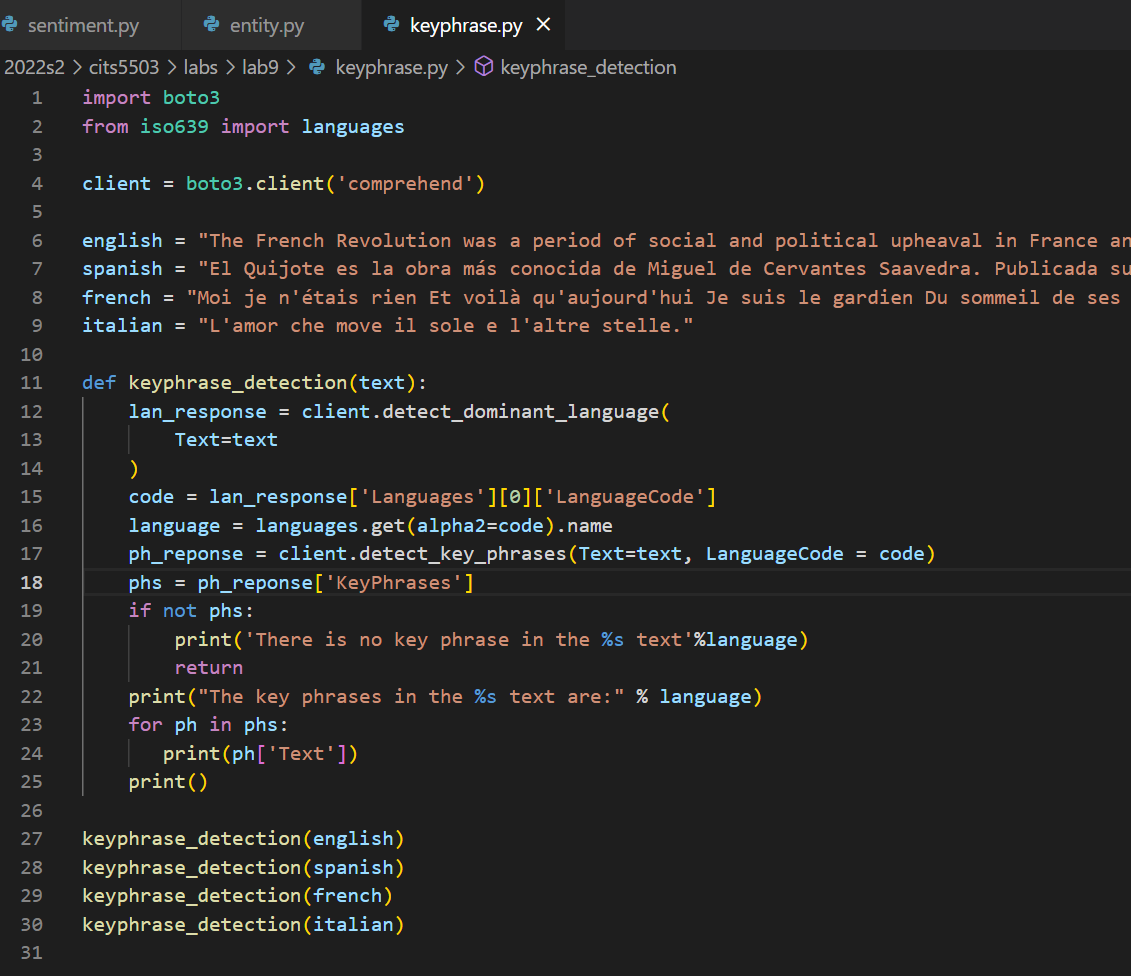 sentiment.py entity.py keyphrase.py
2022s2 > cits5503 > labs > lab9 > keyphrase.py > keyphrase_detection
1 import boto3
2 from iso639 import languages
3
4 client = boto3.client('comprehend')
5
6 english = "The French Revolution was a period of social and political upheaval in France an
7 spanish = "El Quijote es la obra más conocida de Miguel de Cervantes Saavedra. Publicada su
8 french = "Moi je n'étais rien Et voilà qu'aujourd'hui Je suis le gardien Du sommeil de ses
9 italian = "L'amor che move il sole e l'altre stelle."
10
11 def keyphrase_detection(text):
12     lan_response = client.detect_dominant_language(
13         Text=text
14     )
15     code = lan_response['Languages'][0]['LanguageCode']
16     language = languages.get(alpha2=code).name
17     ph_reponse = client.detect_key_phrases(Text=text, LanguageCode = code)
18     phs = ph_reponse['KeyPhrases']
19     if not phs:
20         print('There is no key phrase in the %s text'%language)
21         return
22     print("The key phrases in the %s text are:" % language)
23     for ph in phs:
24        print(ph['Text'])
25     print()
26
27 keyphrase_detection(english)
28 keyphrase_detection(spanish)
29 keyphrase_detection(french)
30 keyphrase_detection(italian)
31